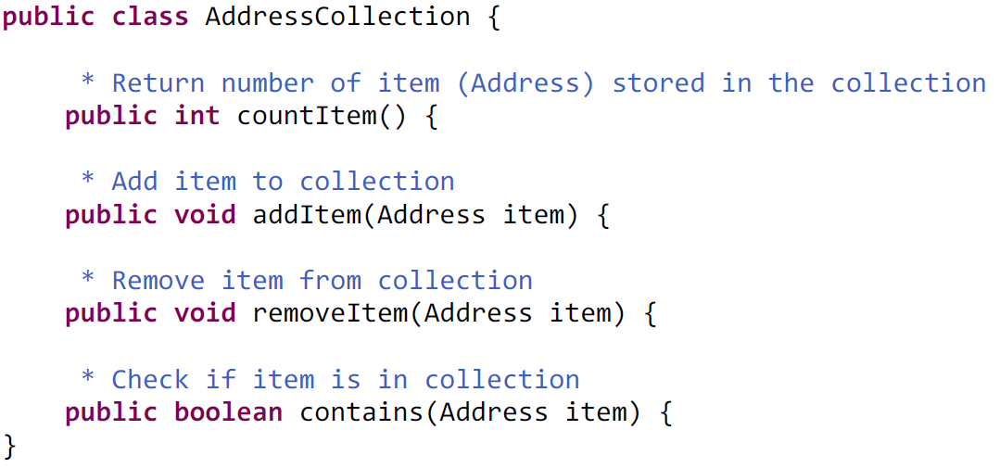 public class AddressCollection {
* Return number of item (Address) stored in the collection
public int countItem() {
* Add item to collection
public void addItem(Address item) {
* Remove item from collection
public void removeItem(Address item) {
* Check if item is in collection
public boolean contains(Address item) {
}